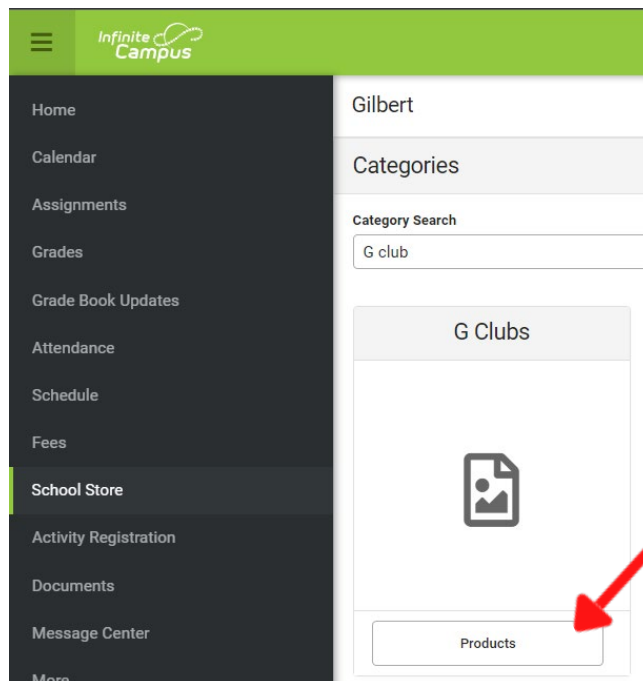 Infinite
Campus
Home
Calendar
Assignments
Grades
Grade Book Updates
Attendance
Schedule
Fees
School Store
Activity Registration
Documents
Message Center
More
Gilbert
Categories
Category Search
G club
G Clubs
Products